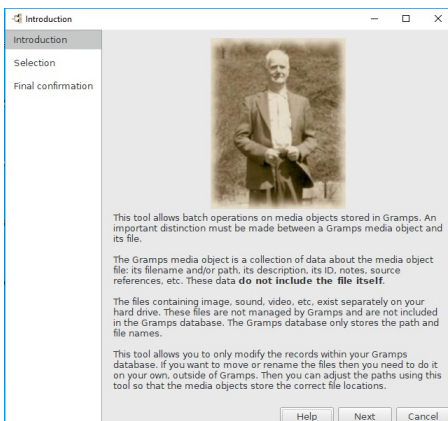 Introduction
Introduction
Selection
Final confirmation
This tool allows batch operations on media objects stored in Gramps. An
important distinction must be made between a Gramps media object and
its file.
The Gramps media object is a collection of data about the media object
file: its filename and/or path, its description, its ID, notes, source
references, etc. These data do not include the file itself.
The files containing image, sound, video, etc, exist separately on your
hard drive. These files are not managed by Gramps and are not included
in the Gramps database. The Gramps database only stores the path and
file names.
This tool allows you to only modify the records within your Gramps
database. If you want to move or rename the files then you need to do it
on your own, outside of Gramps. Then you can adjust the paths using this
tool so that the media objects store the correct file locations.
Help Next Cancel